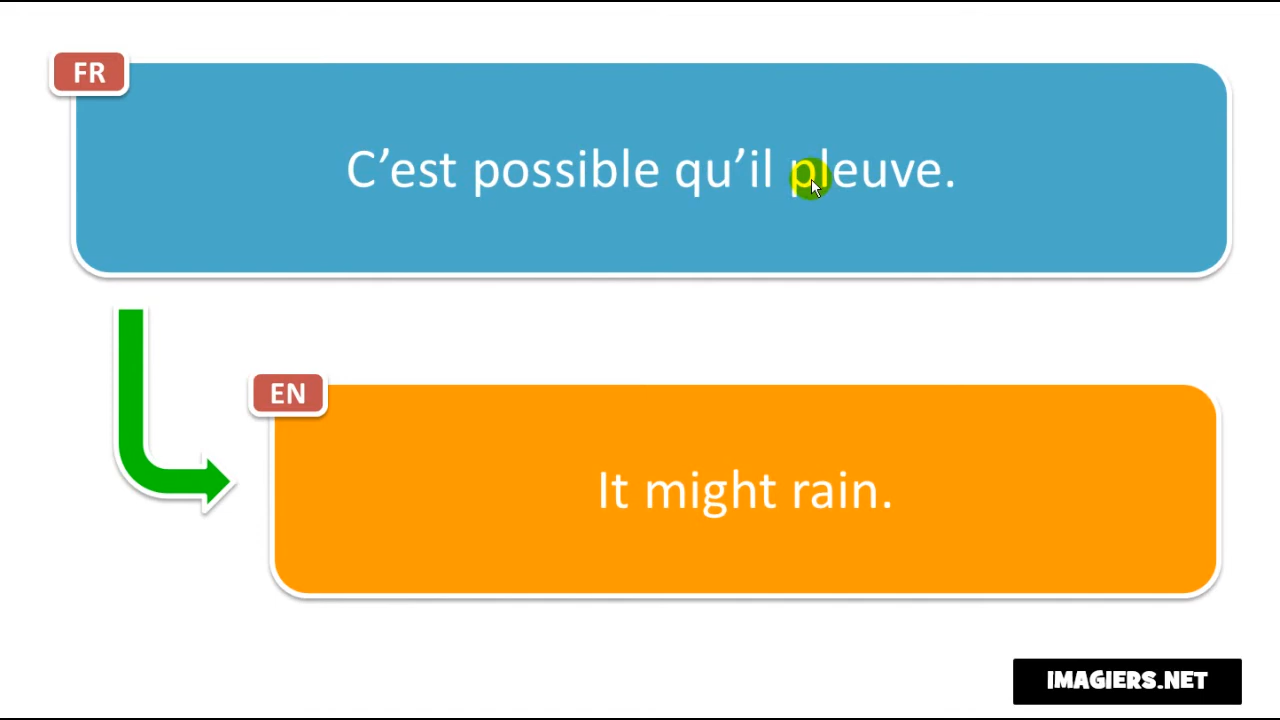 FR
C’est possible qu’il pleuve.
EN
It might rain.
IMAGIERS.NET